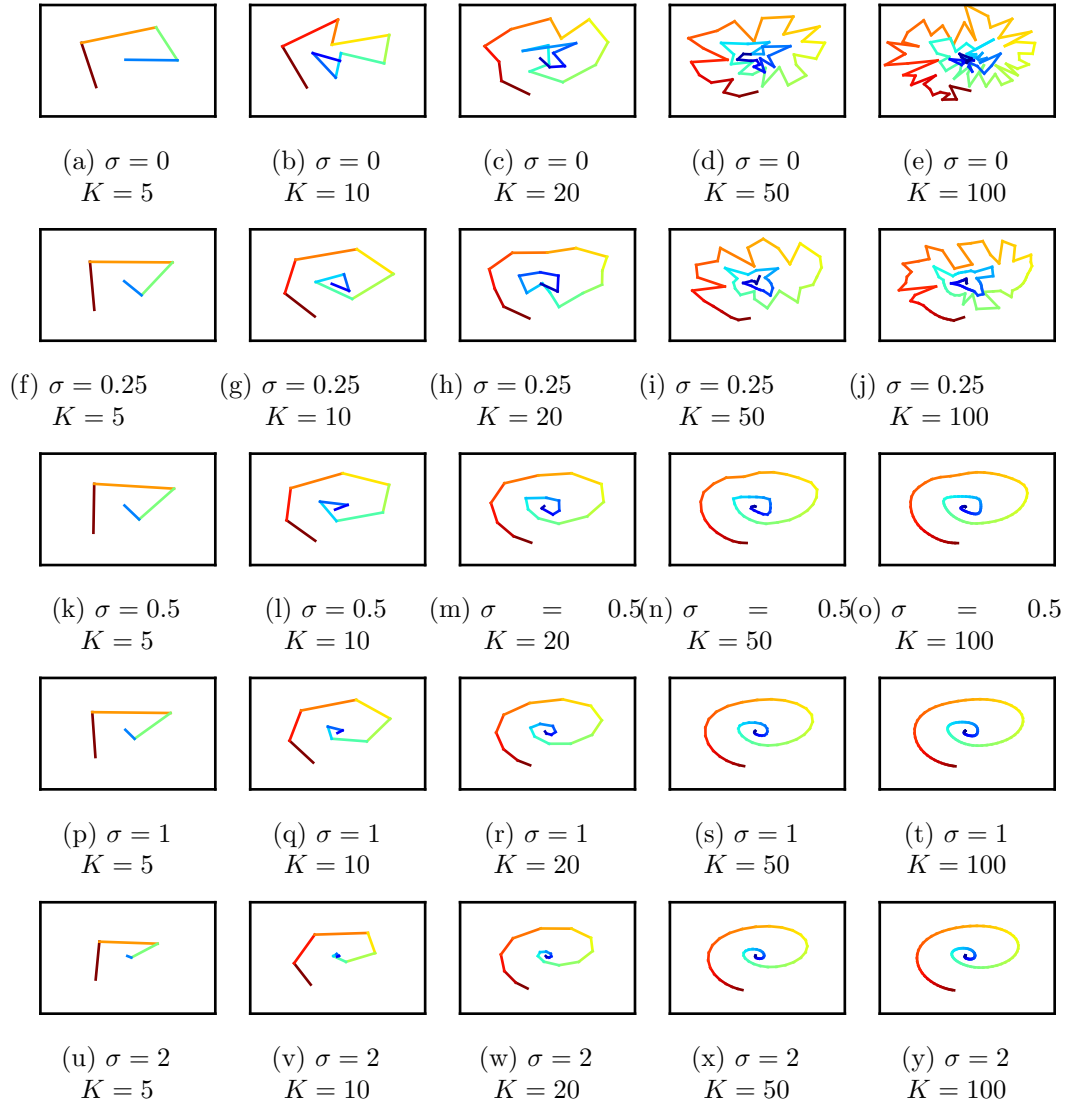 (a) σ = 0
K = 5
(b) σ = 0
K = 10
(c) σ = 0
K = 20
(d) σ = 0
K = 50
(e) σ = 0
K = 100
(f) σ = 0.25
K = 5
(g) σ = 0.25
K = 10
(h) σ = 0.25
K = 20
(i) σ = 0.25
K = 50
(j) σ = 0.25
K = 100
(k) σ = 0.5
K = 5
(l) σ = 0.5
K = 10
(m) σ = 0.5
K = 20
(n) σ = 0.5
K = 50
(o) σ = 0.5
K = 100
(p) σ = 1
K = 5
(q) σ = 1
K = 10
(r) σ = 1
K = 20
(s) σ = 1
K = 50
(t) σ = 1
K = 100
(u) σ = 2
K = 5
(v) σ = 2
K = 10
(w) σ = 2
K = 20
(x) σ = 2
K = 50
(y) σ = 2
K = 100